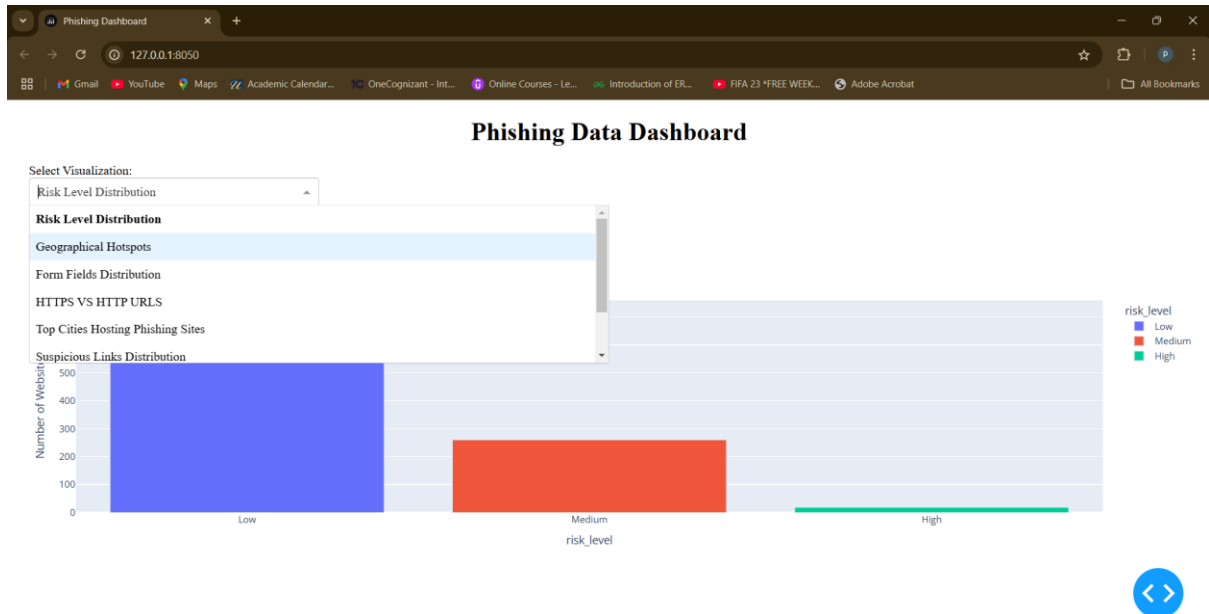 Phishing Dashboard
127.0.0.1:8050
Gmail YouTube Maps Academic Calendar... OneCognizant - Int... Online Courses - Le... Introduction of ER... FIFA 23 *FREE WEEK... Adobe Acrobat All Bookmarks
Phishing Data Dashboard
Select Visualization:
Risk Level Distribution
Risk Level Distribution
Geographical Hotspots
Form Fields Distribution
HTTPS VS HTTP URLS
Top Cities Hosting Phishing Sites
Suspicious Links Distribution
risk_level
Low
Medium
High
Number of Website
500
400
300
200
100
0
Low Medium High
risk_level